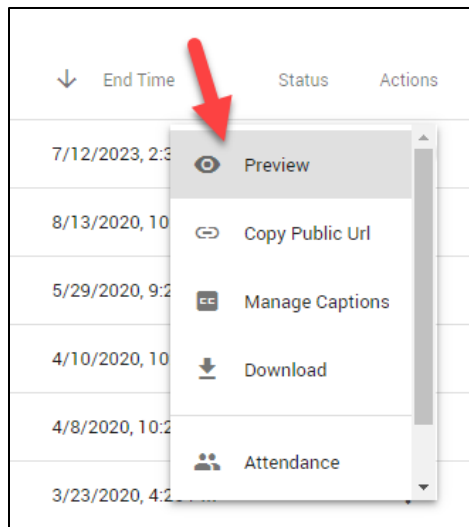 End Time Status Actions
7/12/2023, 2:3
Preview
8/13/2020, 10
Copy Public Url
5/29/2020, 9:2
CC Manage Captions
4/10/2020, 10
Download
4/8/2020, 10:2
Attendance
3/23/2020, 4:2